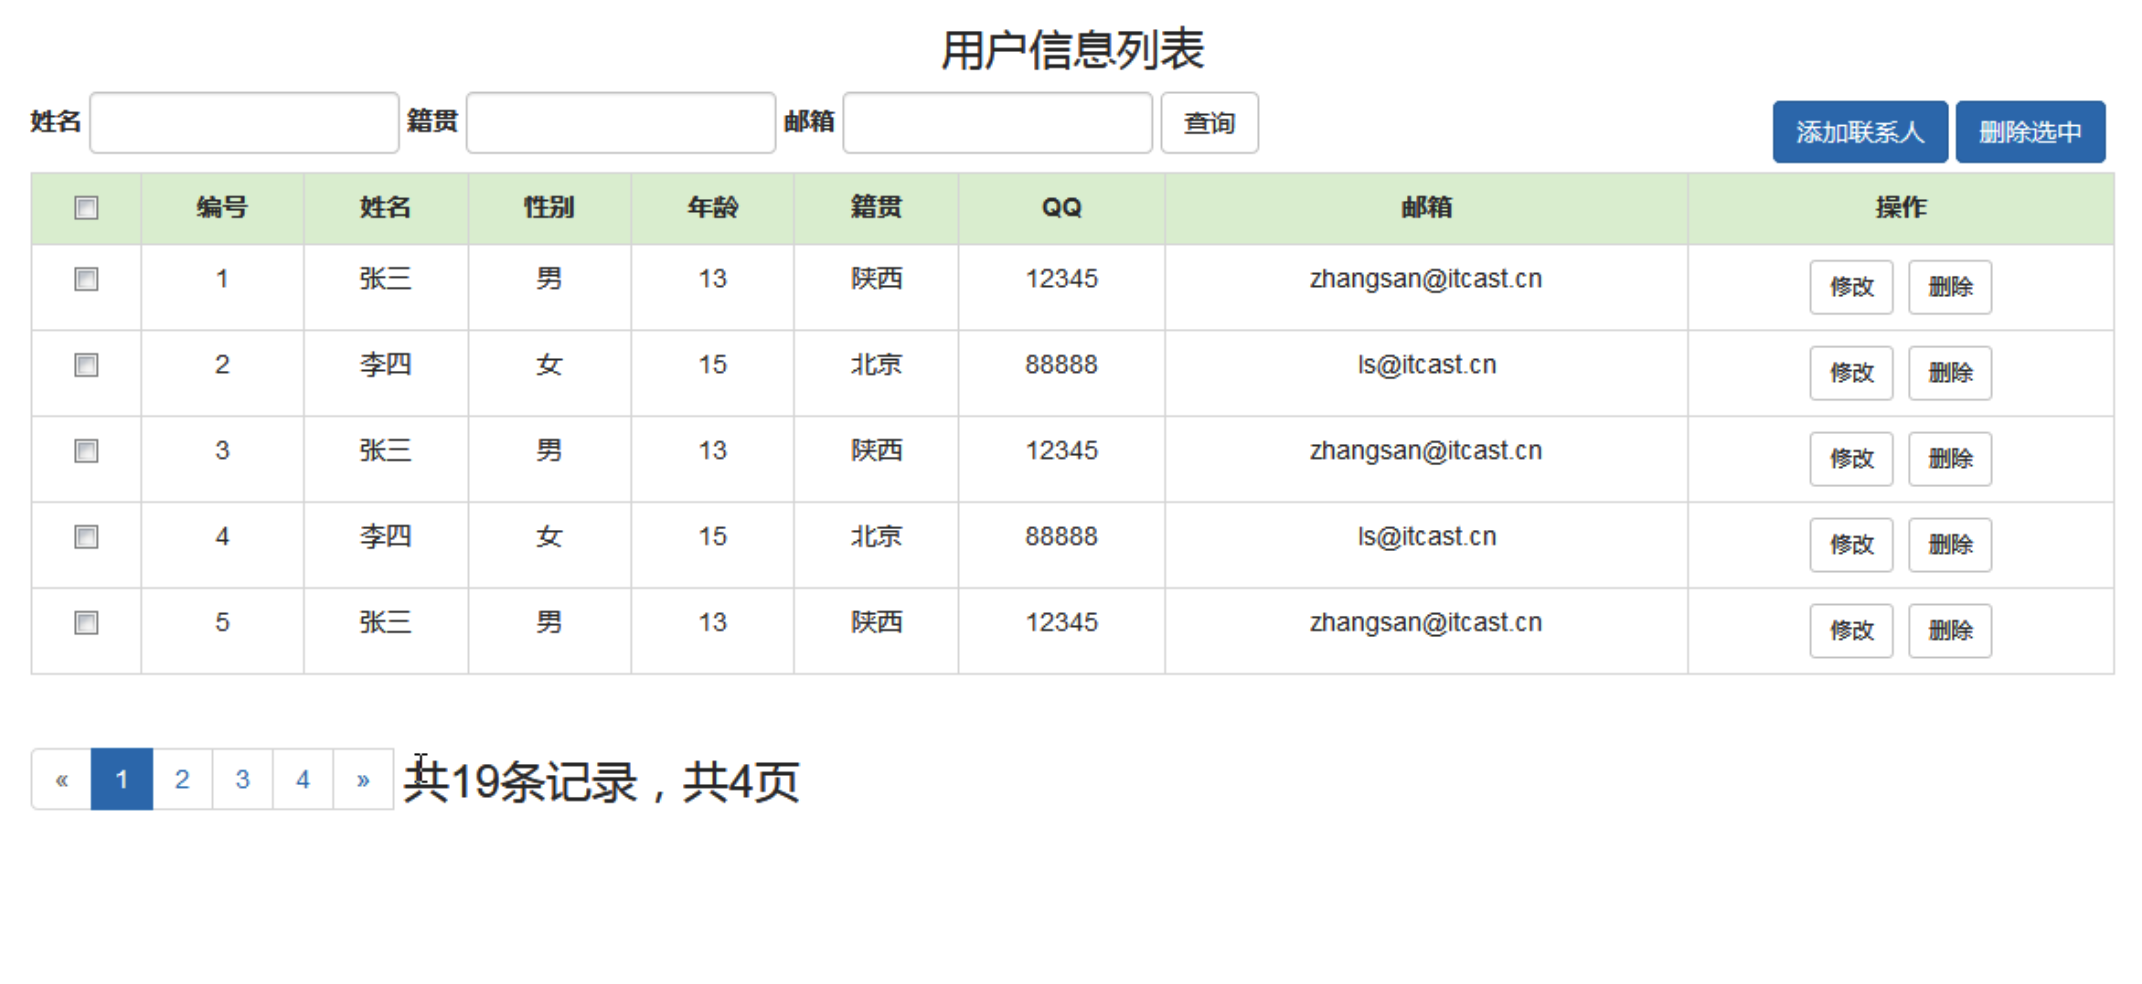 用户信息列表
姓名 籍贯 邮箱 查询 添加联系人 删除选中
编号 姓名 性别 年龄 籍贯 QQ 邮箱 操作
1 张三 男 13 陕西 12345 zhangsan@itcast.cn 修改 删除
2 李四 女 15 北京 88888 ls@itcast.cn 修改 删除
3 张三 男 13 陕西 12345 zhangsan@itcast.cn 修改 删除
4 李四 女 15 北京 88888 ls@itcast.cn 修改 删除
5 张三 男 13 陕西 12345 zhangsan@itcast.cn 修改 删除
« 1 2 3 4 » 共19条记录，共4页